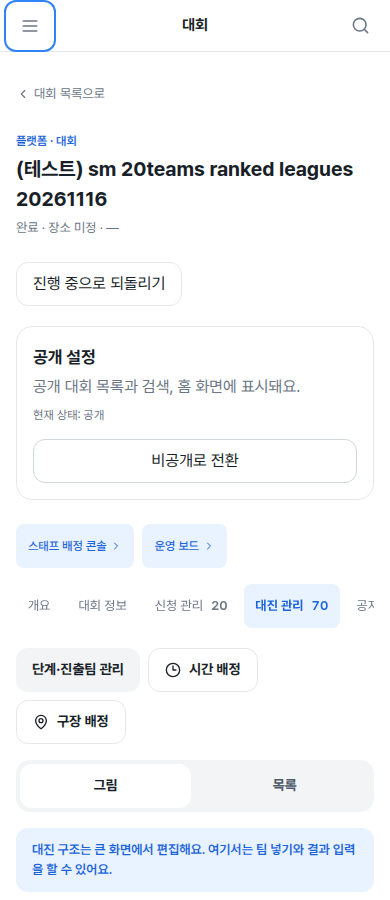 대회
대회 목록으로
플랫폼 · 대회
(테스트) sm 20teams ranked leagues
20261116
완료 · 장소 미정 · —
진행 중으로 되돌리기
공개 설정
공개 대회 목록과 검색, 홈 화면에 표시돼요.
현재 상태: 공개
비공개로 전환
스태프 배정 콘솔
운영 보드
개요 대회 정보 신청 관리 20 대진 관리 70 공지
단계·진출팀 관리
시간 배정
구장 배정
그림
목록
대진 구조는 큰 화면에서 편집해요. 여기서는 팀 넣기와 결과 입력
을 할 수 있어요.